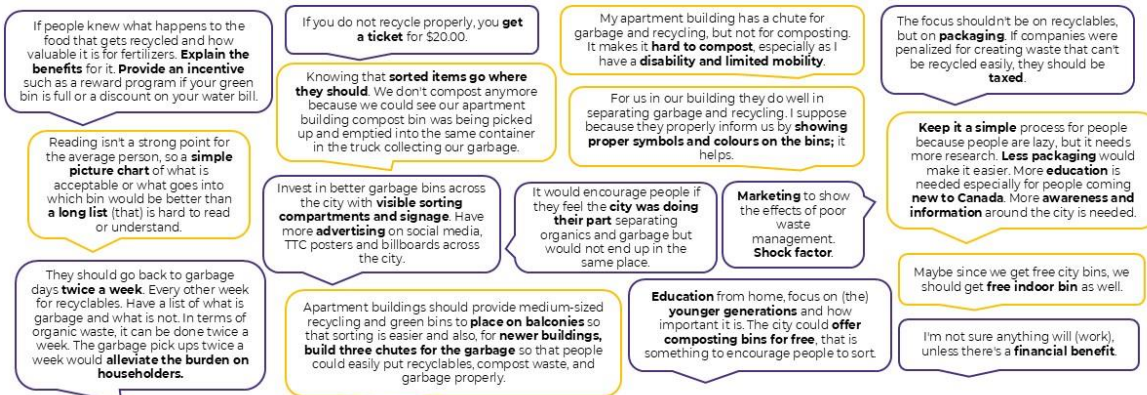 If people knew what happens to the
food that gets recycled and how
valuable it is for fertilizers. Explain the
benefits for it. Provide an incentive
such as a reward program if your green
bin is full or a discount on your water bill.
If you do not recycle properly, you get
a ticket for $20.00.
My apartment building has a chute for
garbage and recycling, but not for composting.
It makes it hard to compost, especially as I
have a disability and limited mobility.
The focus shouldn't be on recyclables,
but on packaging. If companies were
penalized for creating waste that can't
be recycled easily, they should be
taxed.
Knowing that sorted items go where
they should. We don't compost anymore
because we could see our apartment
building compost bin was being picked
up and emptied into the same container
in the truck collecting our garbage.
For us in our building they do well in
separating garbage and recycling. I suppose
because they properly inform us by showing
proper symbols and colours on the bins; it
helps.
Keep it a simple process for people
because people are lazy, but it needs
more research. Less packaging would
make it easier. More education is
needed especially for people coming
new to Canada. More awareness and
information around the city is needed.
Reading isn't a strong point for
the average person, so a simple
picture chart of what is
acceptable or what goes into
which bin would be better than
a long list (that) is hard to read
or understand.
Invest in better garbage bins across
the city with visible sorting
compartments and signage. Have
more advertising on social media,
TTC posters and billboards across
the city.
It would encourage people if
they feel the city was doing
their part separating
organics and garbage but
would not end up in the
same place.
Marketing to show
the effects of poor
waste
management.
Shock factor.
Maybe since we get free city bins, we
should get free indoor bin as well.
They should go back to garbage
days twice a week. Every other week
for recyclables. Have a list of what is
garbage and what is not. In terms of
organic waste, it can be done twice a
week. The garbage pick ups twice a
week would alleviate the burden on
householders.
Apartment buildings should provide medium-sized
recycling and green bins to place on balconies so
that sorting is easier and also, for newer buildings,
build three chutes for the garbage so that people
could easily put recyclables, compost waste, and
garbage properly.
Education from home, focus on (the)
younger generations and how
important it is. The city could offer
composting bins for free, that is
something to encourage people to sort.
I'm not sure anything will (work),
unless there's a financial benefit.